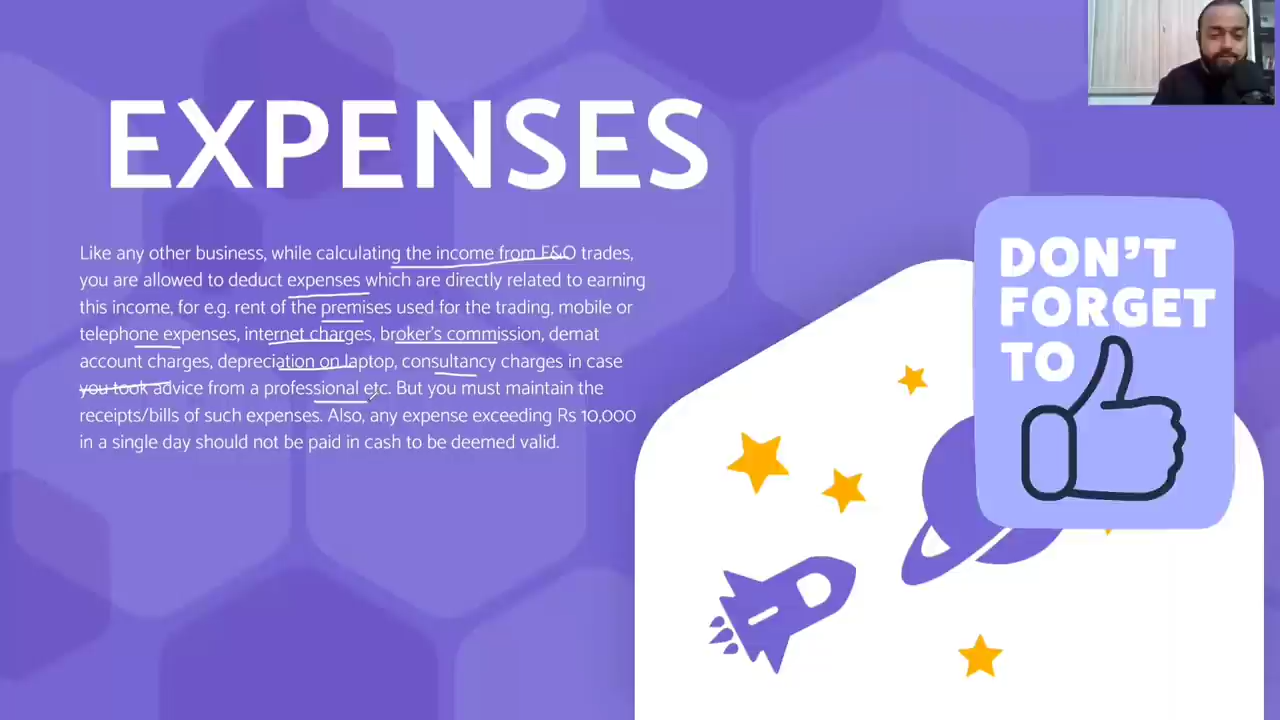 EXPENSES
Like any other business, while calculating the income from F&O trades,
you are allowed to deduct expenses which are directly related to earning
this income, for e.g. rent of the premises used for the trading, mobile or
telephone expenses, internet charges, broker's commission, demat
account charges, depreciation on laptop, consultancy charges in case
you took advice from a professional etc. But you must maintain the
receipts/bills of such expenses. Also, any expense exceeding Rs 10,000
in a single day should not be paid in cash to be deemed valid.
DON'T
FORGET
TO